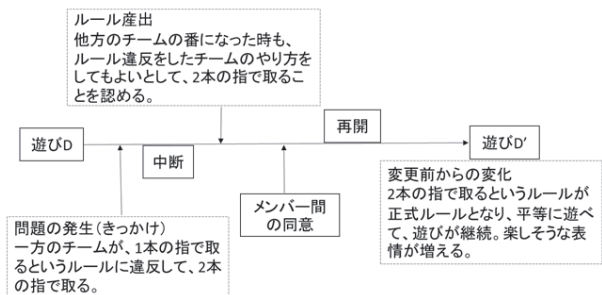 ルール産出
他方のチームの番になった時も、
ルール違反をしたチームのやり方を
してもよいとして、2本の指で取るこ
とを認める。
再開
遊びD
中断
遊びD’
メンバー間
の同意
変更前からの変化
2本の指で取るというルールが
正式ルールとなり、平等に遊べ
て、遊びが継続。楽しそうな表
情が増える。
問題の発生(きっかけ)
一方のチームが、1本の指で取
るというルールに違反して、2本
の指で取る。